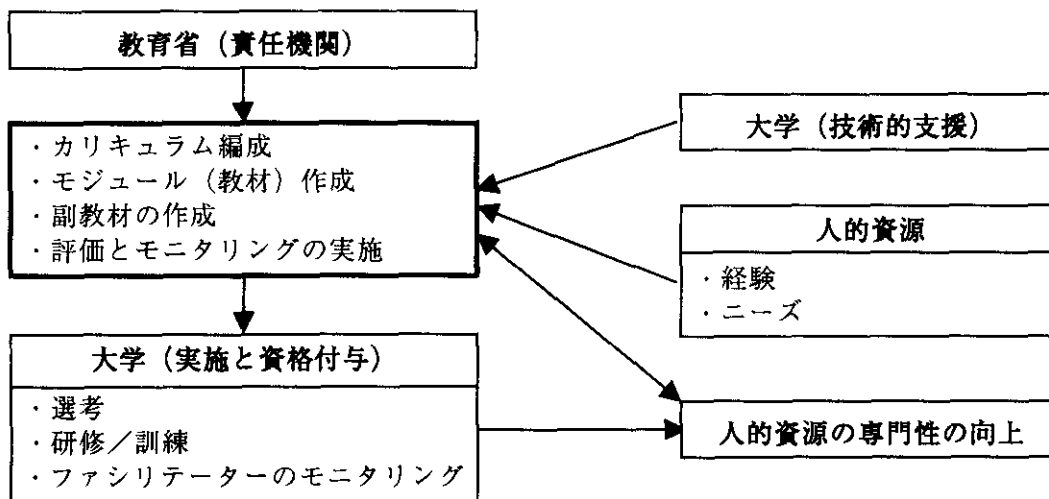 教育省（責任機関）
・カリキュラム編成
・モジュール（教材）作成
・副教材の作成
・評価とモニタリングの実施
大学（実施と資格付与）
・選考
・研修／訓練
・ファシリテーターのモニタリング
大学（技術的支援）
人的資源
・経験
・ニーズ
人的資源の専門性の向上